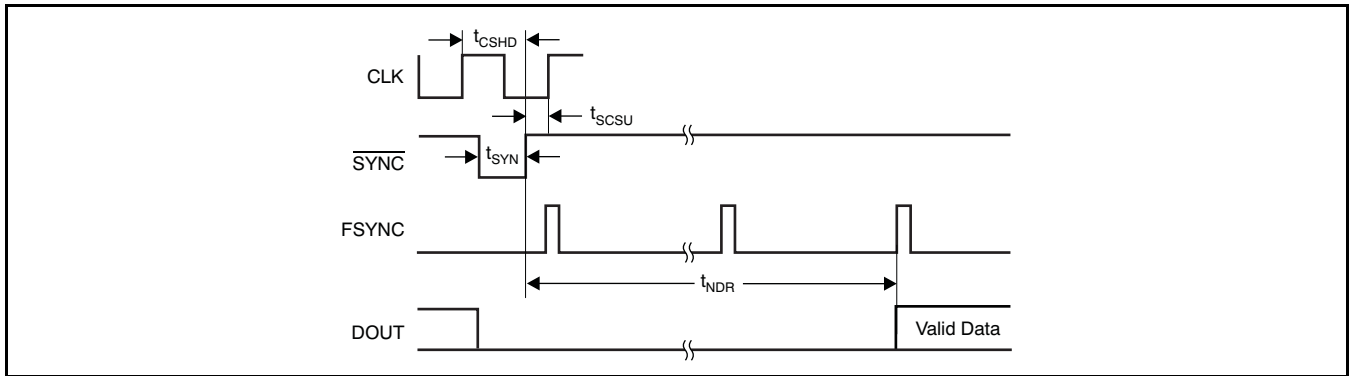 tCSHD
CLK
tSCSU
tSYN
SYNC
FSYNC
tNDR
DOUT
Valid Data